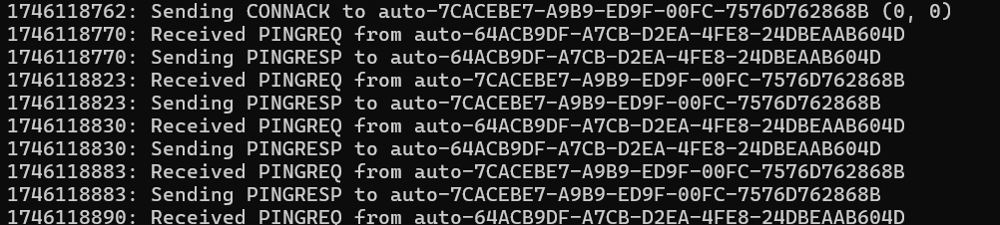 1746118762: Sending CONNACK to auto-7CACEBE7-A9B9-ED9F-00FC-7576D762868B (0, 0)
1746118770: Received PINGREQ from auto-64ACB9DF-A7CB-D2EA-4FE8-24DBEAAB604D
1746118770: Sending PINGRESP to auto-64ACB9DF-A7CB-D2EA-4FE8-24DBEAAB604D
1746118823: Received PINGREQ from auto-7CACEBE7-A9B9-ED9F-00FC-7576D762868B
1746118823: Sending PINGRESP to auto-7CACEBE7-A9B9-ED9F-00FC-7576D762868B
1746118830: Received PINGREQ from auto-64ACB9DF-A7CB-D2EA-4FE8-24DBEAAB604D
1746118830: Sending PINGRESP to auto-64ACB9DF-A7CB-D2EA-4FE8-24DBEAAB604D
1746118883: Received PINGREQ from auto-7CACEBE7-A9B9-ED9F-00FC-7576D762868B
1746118883: Sending PINGRESP to auto-7CACEBE7-A9B9-ED9F-00FC-7576D762868B
1746118890: Received PINGREQ from auto-64ACB9DF-A7CB-D2EA-4FE8-24DBEAAB604D